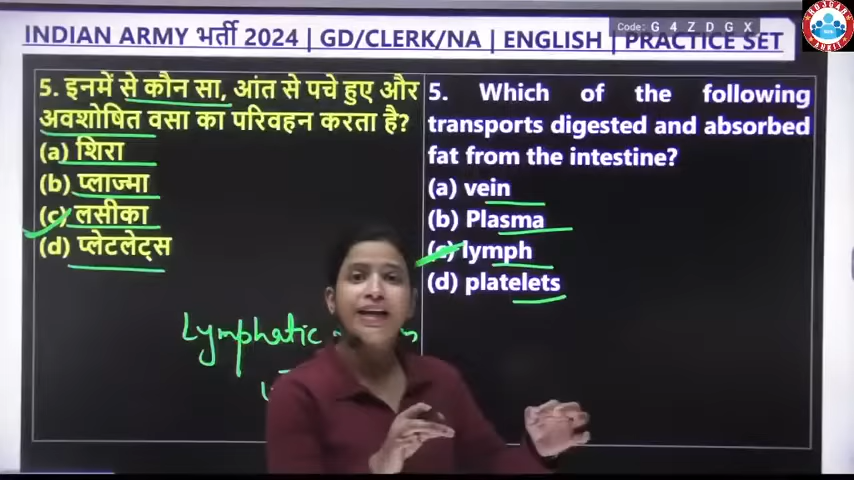 Code: G 4 Z D G X
INDIAN ARMY भर्ती 2024 | GD/CLERK/NA | ENGLISH | PRACTICE SET
5. इनमें से कौन सा, आंत से पचे हुए और
अवशोषित वसा का परिवहन करता है?
(a) शिरा
(b) प्लाज्मा
(c) लसीका
(d) प्लेटलेट्स
5. Which of the following
transports digested and absorbed
fat from the intestine?
(a) vein
(b) Plasma
(c) lymph
(d) platelets
Lymphatic